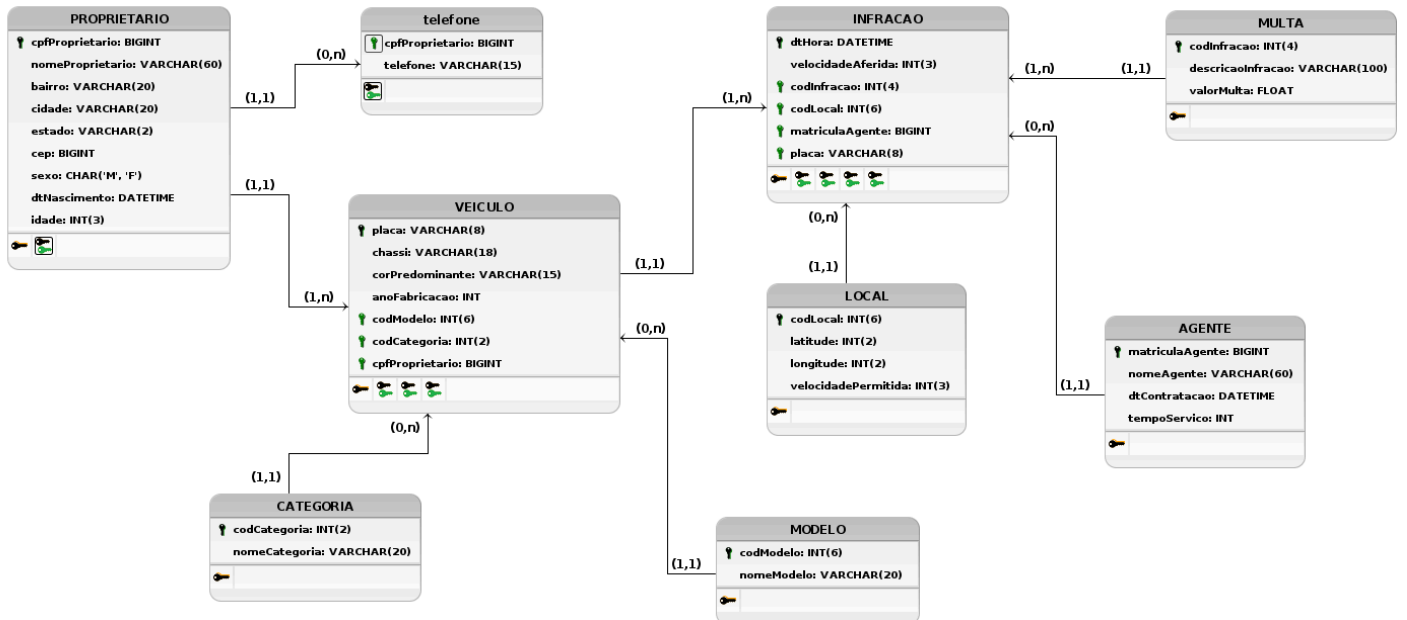 PROPRIETARIO
cpfProprietario: BIGINT
nomeProprietario: VARCHAR(60)
bairro: VARCHAR(20)
cidade: VARCHAR(20)
estado: VARCHAR(2)
cep: BIGINT
sexo: CHAR('M', 'F')
dtNascimento: DATETIME
idade: INT(3)
(1,1)
(0,n)
telefone
cpfProprietario: BIGINT
telefone: VARCHAR(15)
(1,1)
(1,n)
VEICULO
placa: VARCHAR(8)
chassi: VARCHAR(18)
corPredominante: VARCHAR(15)
anoFabricacao: INT
codModelo: INT(6)
codCategoria: INT(2)
cpfProprietario: BIGINT
(1,1)
(1,n)
(0,n)
(0,n)
(1,1)
CATEGORIA
codCategoria: INT(2)
nomeCategoria: VARCHAR(20)
INFRACAO
dtHora: DATETIME
velocidadeAferida: INT(3)
codInfracao: INT(4)
codLocal: INT(6)
matriculaAgente: BIGINT
placa: VARCHAR(8)
(1,n)
(1,1)
(0,n)
(0,n)
(1,1)
MULTA
codInfracao: INT(4)
descricaoInfracao: VARCHAR(100)
valorMulta: FLOAT
LOCAL
codLocal: INT(6)
latitude: INT(2)
longitude: INT(2)
velocidadePermitida: INT(3)
(1,1)
AGENTE
matriculaAgente: BIGINT
nomeAgente: VARCHAR(60)
dtContratacao: DATETIME
tempoServico: INT
(1,1)
MODELO
codModelo: INT(6)
nomeModelo: VARCHAR(20)